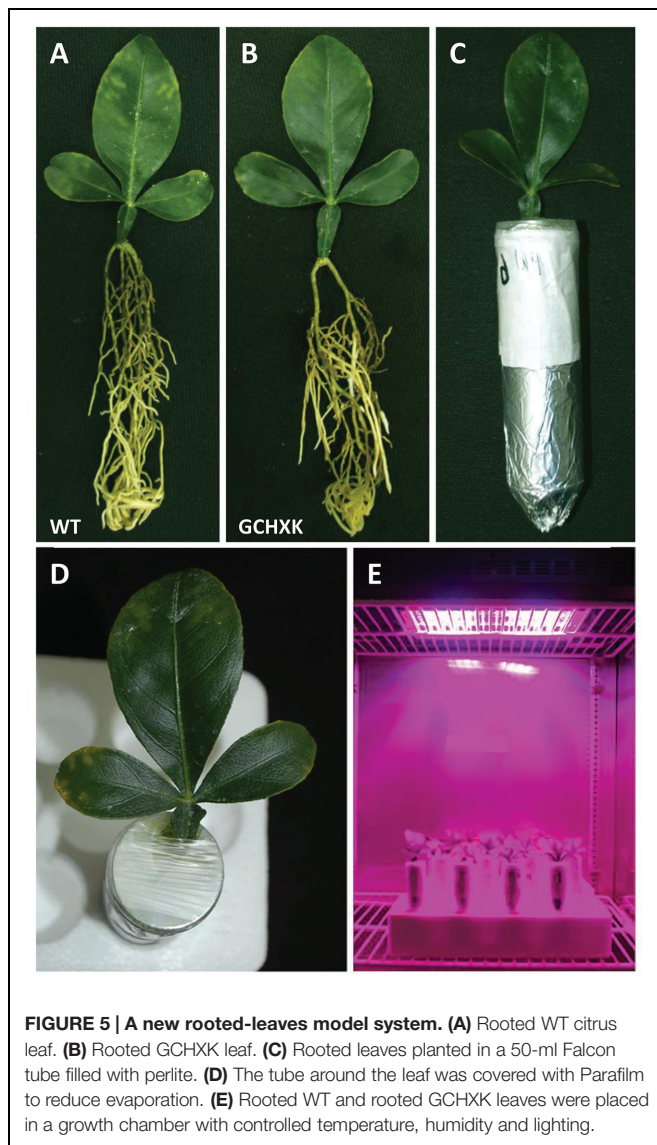 A
B
C
WT
GCHXK
D
E
FIGURE 5 | A new rooted-leaves model system. (A) Rooted WT citrus
leaf. (B) Rooted GCHXK leaf. (C) Rooted leaves planted in a 50-ml Falcon
tube filled with perlite. (D) The tube around the leaf was covered with Parafilm
to reduce evaporation. (E) Rooted WT and rooted GCHXK leaves were placed
in a growth chamber with controlled temperature, humidity and lighting.